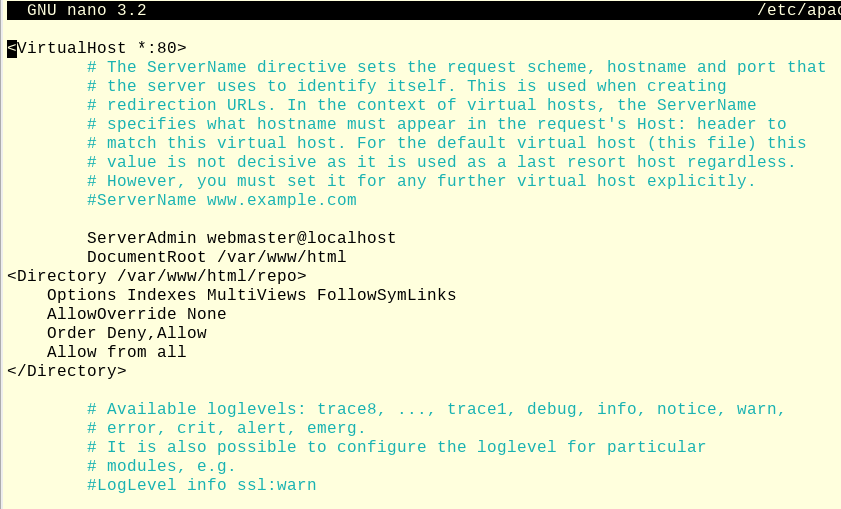 GNU nano 3.2 /etc/apac
<VirtualHost *:80>
# The ServerName directive sets the request scheme, hostname and port that
# the server uses to identify itself. This is used when creating
# redirection URLs. In the context of virtual hosts, the ServerName
# specifies what hostname must appear in the request's Host: header to
# match this virtual host. For the default virtual host (this file) this
# value is not decisive as it is used as a last resort host regardless.
# However, you must set it for any further virtual host explicitly.
#ServerName www.example.com
ServerAdmin webmaster@localhost
DocumentRoot /var/www/html
<Directory /var/www/html/repo>
Options Indexes MultiViews FollowSymLinks
AllowOverride None
Order Deny,Allow
Allow from all
</Directory>
# Available loglevels: trace8, ..., trace1, debug, info, notice, warn,
# error, crit, alert, emerg.
# It is also possible to configure the loglevel for particular
# modules, e.g.
#LogLevel info ssl:warn